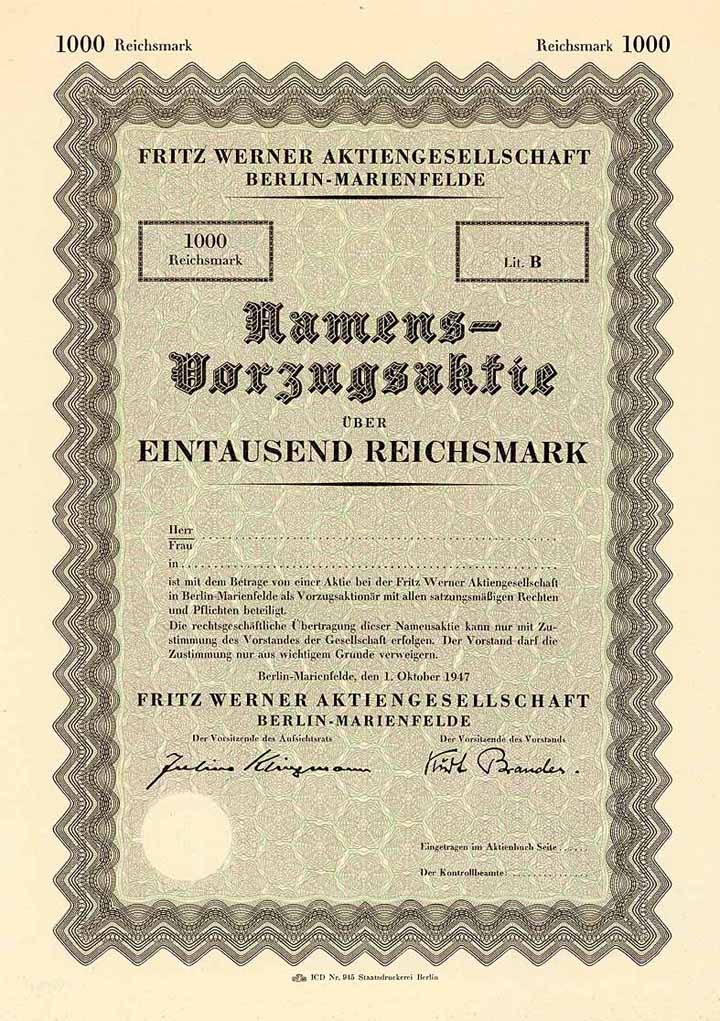 1000 Reichsmark
Reichsmark 1000
FRITZ WERNER AKTIENGESELLSCHAFT
BERLIN-MARIENFELDE
1000
Reichsmark
Lit. B
Namens-
Vorzugsaktie
ÜBER
EINTAUSEND REICHSMARK
Herr
Frau
in
ist mit dem Betrage von einer Aktie bei der Fritz Werner Aktiengesellschaft
in Berlin-Marienfelde als Vorzugsaktionär mit allen satzungsmäßigen Rechten
und Pflichten beteiligt.
Die rechtsgeschäftliche Übertragung dieser Namensaktie kann nur mit Zu-
stimmung des Vorstandes der Gesellschaft erfolgen. Der Vorstand darf die
Zustimmung nur aus wichtigem Grunde verweigern.
Berlin-Marienfelde, den 1. Oktober 1947
FRITZ WERNER AKTIENGESELLSCHAFT
BERLIN-MARIENFELDE
Der Vorsitzende des Aufsichtsrats
Der Vorsitzende des Vorstands
Julius Klingmann
Kurt Brandes.
Eingetragen im Aktienbuch Seite ......
Der Kontrollbeamte:
ICD Nr. 945 Staatsdruckerei Berlin